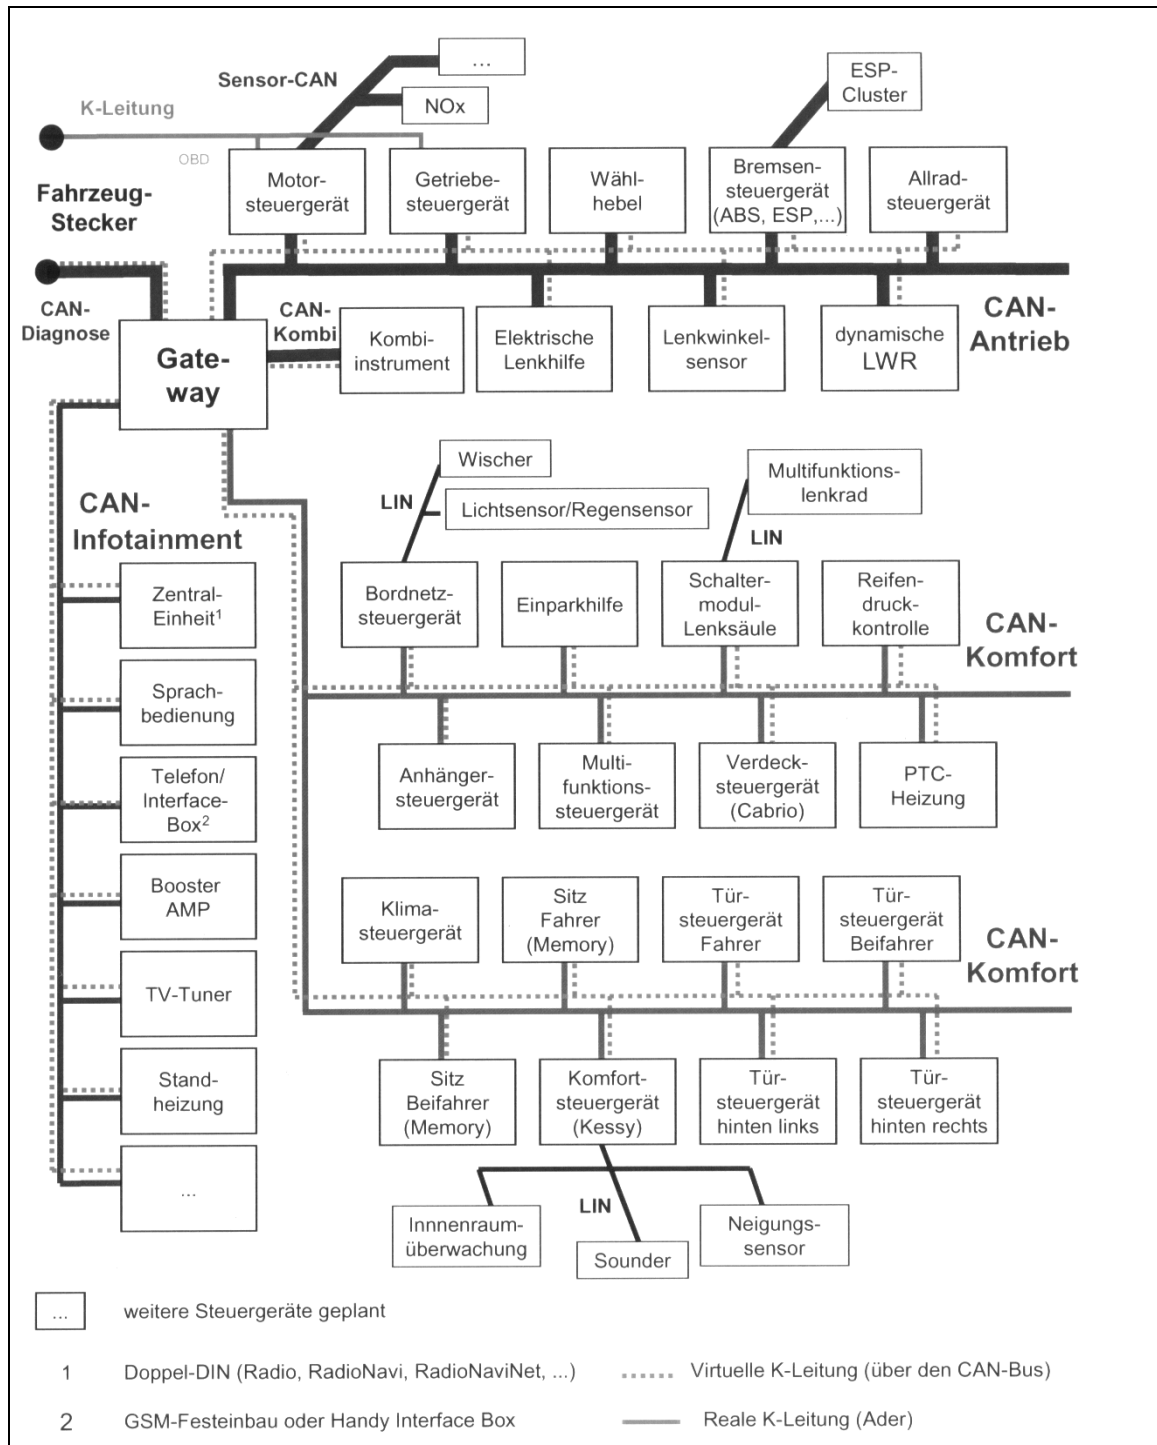 Sensor-CAN
...
NOx
ESP-
Cluster
K-Leitung
OBD
Fahrzeug-
Stecker
Motor-
steuergerät
Getriebe-
steuergerät
Wähl-
hebel
Bremsen-
steuergerät
(ABS, ESP,...)
Allrad-
steuergerät
CAN-
Diagnose
Gate-
way
CAN-
Kombi
Kombi-
instrument
Elektrische
Lenkhilfe
Lenkwinkel-
sensor
dynamische
LWR
CAN-
Antrieb
CAN-
Infotainment
Zentral-
Einheit1
Sprach-
bedienung
Telefon/
Interface-
Box2
Booster
AMP
TV-Tuner
Stand-
heizung
...
Wischer
LIN
Lichtsensor/Regensensor
Multifunktions-
lenkrad
LIN
Bordnetz-
steuergerät
Einparkhilfe
Schalter-
modul-
Lenksäule
Reifen-
druck-
kontrolle
CAN-
Komfort
Anhänger-
steuergerät
Multi-
funktions-
steuergerät
Verdeck-
steuergerät
(Cabrio)
PTC-
Heizung
Klima-
steuergerät
Sitz
Fahrer
(Memory)
Tür-
steuergerät
Fahrer
Tür-
steuergerät
Beifahrer
CAN-
Komfort
Sitz
Beifahrer
(Memory)
Komfort-
steuergerät
(Kessy)
Tür-
steuergerät
hinten links
Tür-
steuergerät
hinten rechts
LIN
Innnenraum-
überwachung
Sounder
Neigungs-
sensor
... weitere Steuergeräte geplant
1 Doppel-DIN (Radio, RadioNavi, RadioNaviNet, ...)
Virtuelle K-Leitung (über den CAN-Bus)
2 GSM-Festeinbau oder Handy Interface Box
Reale K-Leitung (Ader)